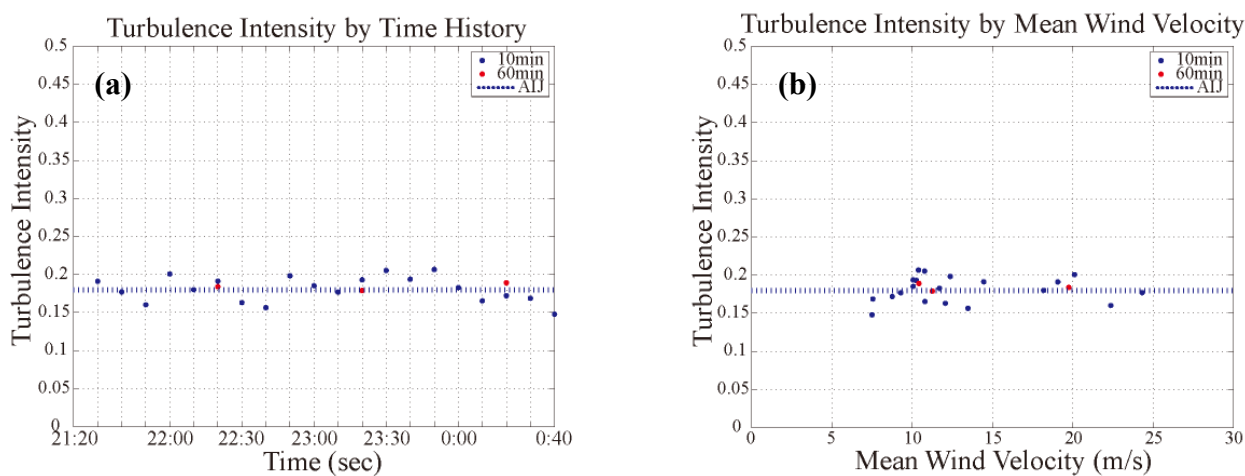 Turbulence Intensity by Time History
(a)
10min
60min
AIJ
Turbulence Intensity
0.5
0.45
0.4
0.35
0.3
0.25
0.2
0.15
0.1
0.05
0
21:20 22:00 22:30 23:00 23:30 0:00 0:40
Time (sec)
Turbulence Intensity by Mean Wind Velocity
(b)
10min
60min
AIJ
Turbulence Intensity
0.5
0.45
0.4
0.35
0.3
0.25
0.2
0.15
0.1
0.05
0
0 5 10 15 20 25 30
Mean Wind Velocity (m/s)